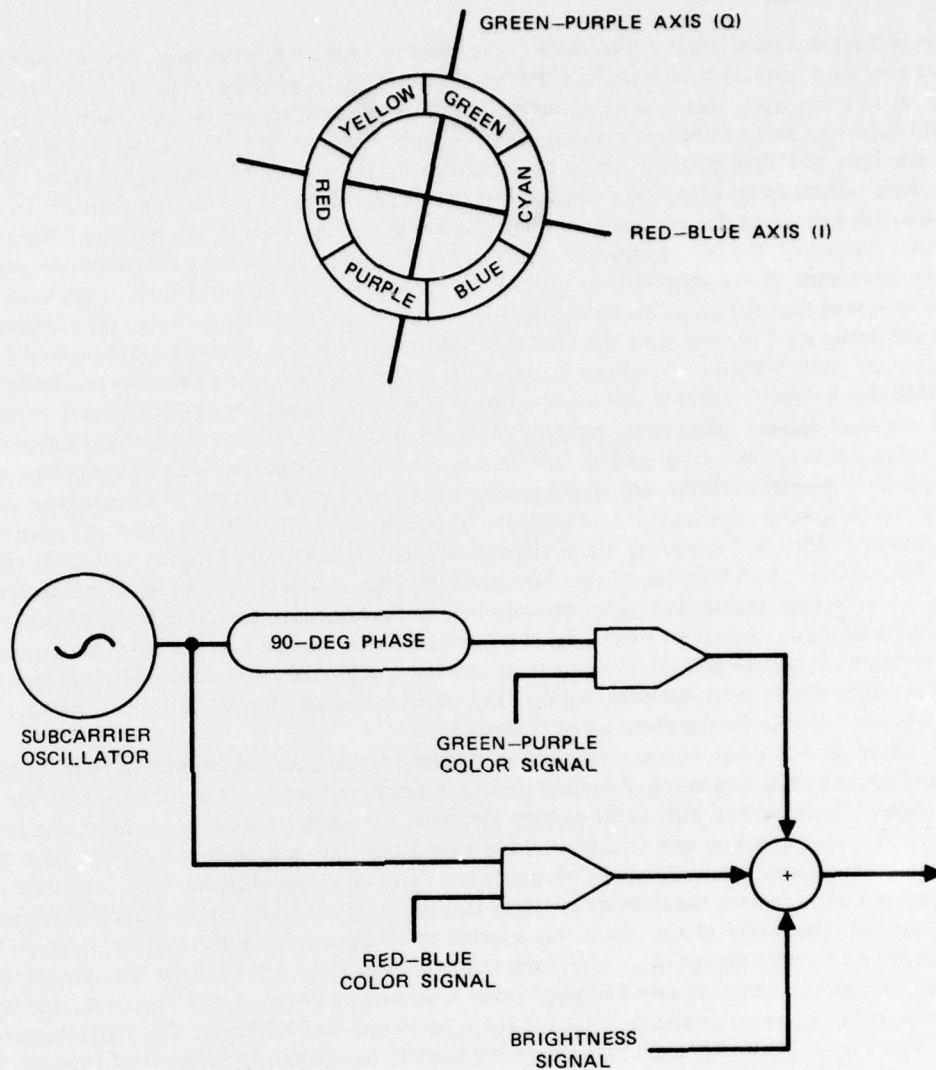 GREEN–PURPLE AXIS (Q)
YELLOW
GREEN
RED
CYAN
RED–BLUE AXIS (I)
PURPLE
BLUE
90–DEG PHASE
SUBCARRIER
OSCILLATOR
GREEN–PURPLE
COLOR SIGNAL
+
RED–BLUE
COLOR SIGNAL
BRIGHTNESS
SIGNAL